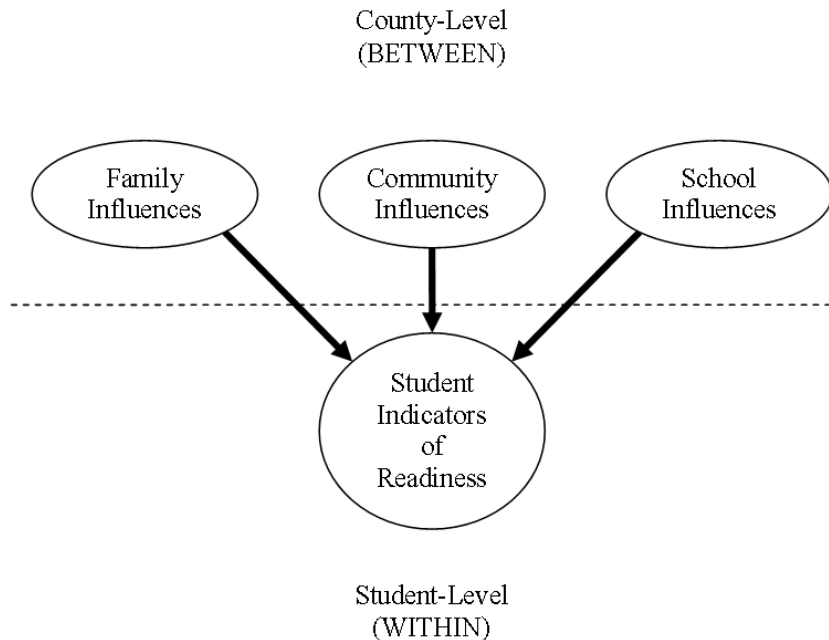 County-Level
(BETWEEN)
Family
Influences
Community
Influences
School
Influences
Student
Indicators
of
Readiness
Student-Level
(WITHIN)